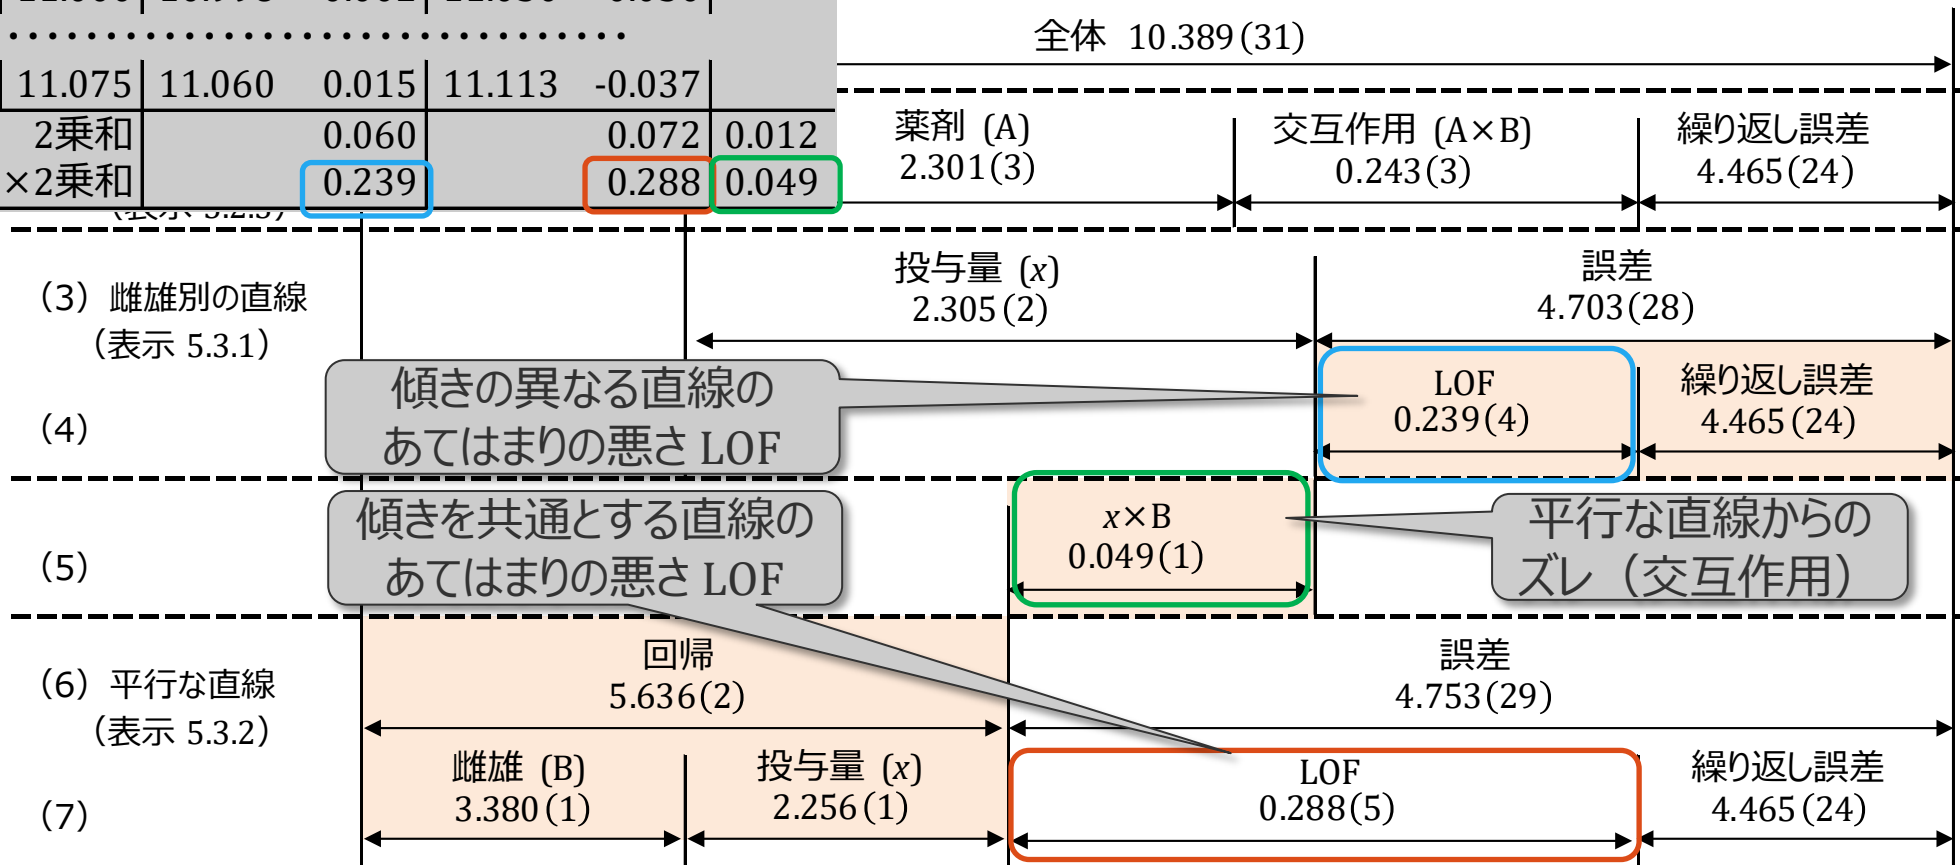 全体 10.389(31)
11.075 11.060 0.015 11.113 -0.037
2乗和 0.060 0.072 0.012
×2乗和 0.239 0.288 0.049
薬剤 (A)
2.301(3)
交互作用 (A×B)
0.243(3)
繰り返し誤差
4.465(24)
(3) 雌雄別の直線
(表示 5.3.1)
投与量 (x)
2.305(2)
誤差
4.703(28)
(4)
傾きの異なる直線の
あてはまりの悪さ LOF
LOF
0.239(4)
繰り返し誤差
4.465(24)
(5)
傾きを共通とする直線の
あてはまりの悪さ LOF
x×B
0.049(1)
平行な直線からの
ズレ(交互作用)
(6) 平行な直線
(表示 5.3.2)
回帰
5.636(2)
誤差
4.753(29)
(7)
雌雄 (B)
3.380(1)
投与量 (x)
2.256(1)
LOF
0.288(5)
繰り返し誤差
4.465(24)